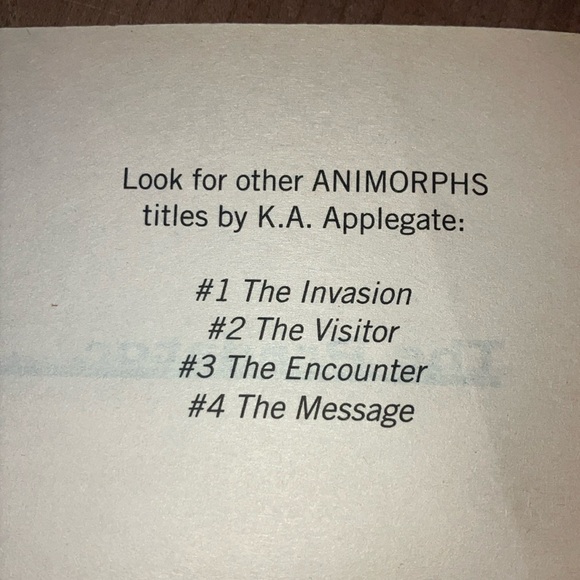 Look for other ANIMORPHS
titles by K.A. Applegate:
#1 The Invasion
#2 The Visitor
#3 The Encounter
#4 The Message